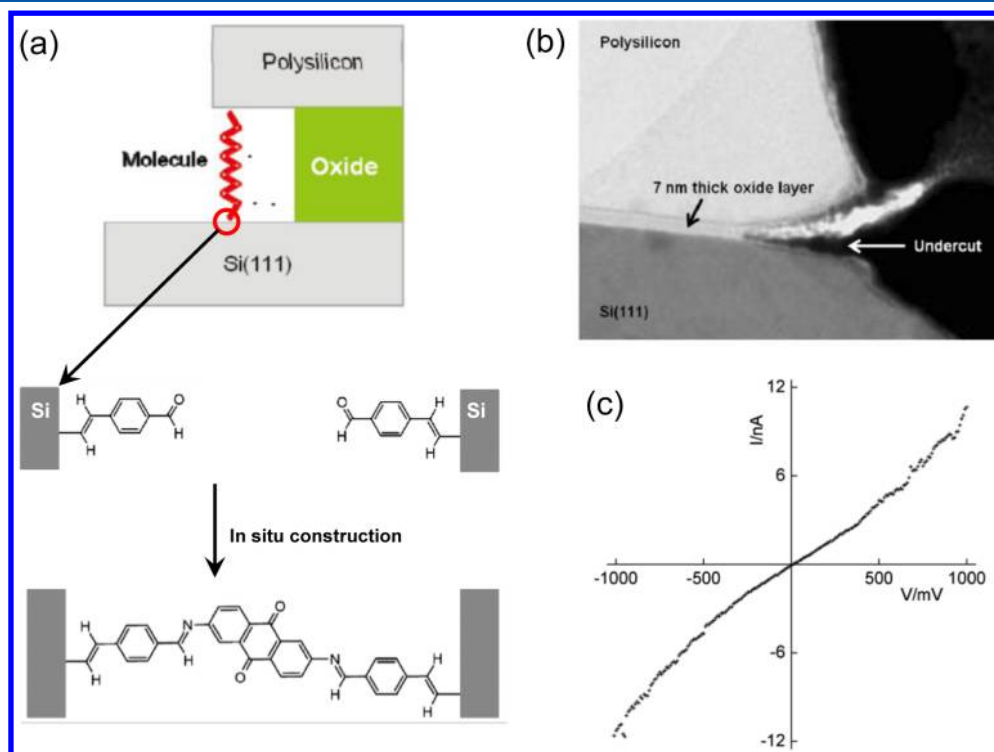 (a)
Polysilicon
Molecule
Oxide
Si(111)
Si
H
H
O
H
O
H
H
H
Si
In situ construction
H
H
N
H
O
O
N
H
H
H
(b)
Polysilicon
7 nm thick oxide layer
Undercut
Si(111)
(c)
I/nA
12
6
-1000
-500
500
1000
V/mV
-6
-12